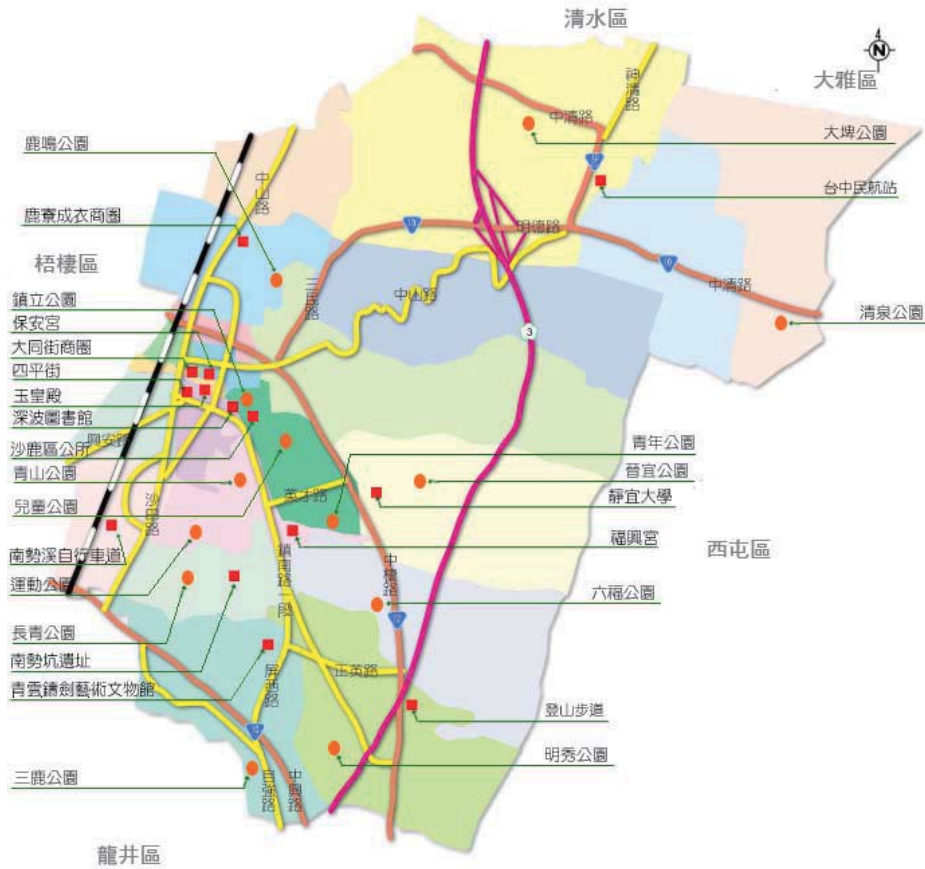 清水區
N
大雅區
神清路
中清路
大埤公園
鹿鳴公園
中山路
台中民航站
鹿寮成衣商圈
10
明德路
梧棲區
三民路
中山路
10
中清路
鎮立公園
保安宮
3
清泉公園
大同街商圈
四平街
玉皇殿
深波圖書館
興安路
沙鹿區公所
青年公園
青山公園
普宜公園
英才路
靜宜大學
兒童公園
沙田路
福興宮
南勢溪自行車道
鎮南路二段
中棲路
西屯區
運動公園
六福公園
長青公園
南勢坑遺址
正英路
屏西路
青雲鑄劍藝術文物館
登山步道
明秀公園
三鹿公園
自強路
中興路
龍井區